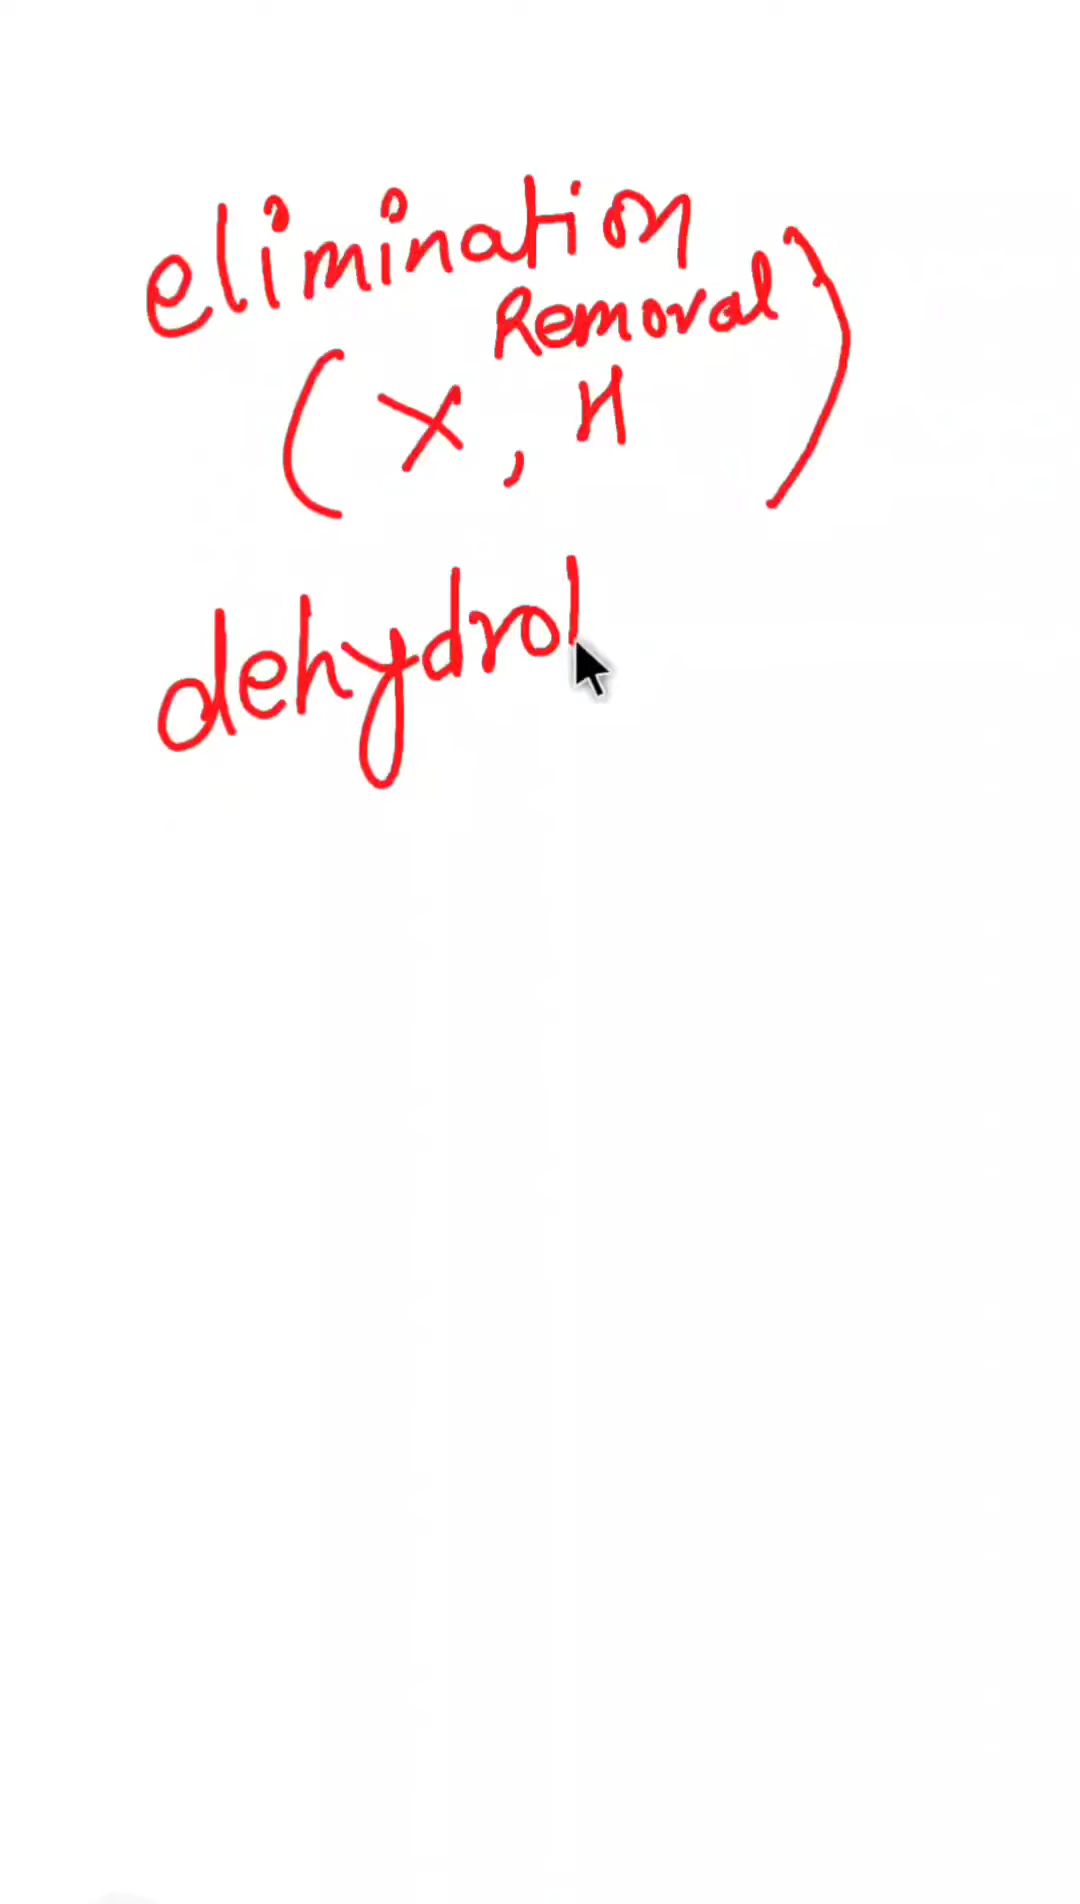 elimination
Removal
( X , H )
dehydrol